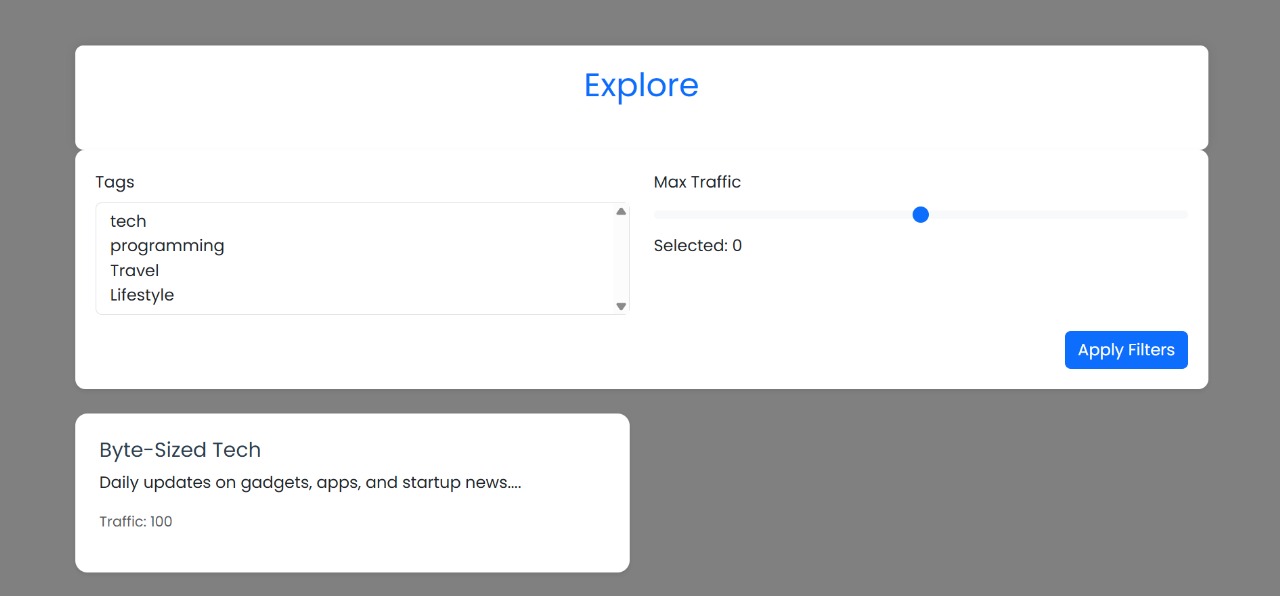 Explore
Tags
tech
programming
Travel
Lifestyle
Max Traffic
Selected: 0
Apply Filters
Byte-Sized Tech
Daily updates on gadgets, apps, and startup news....
Traffic: 100